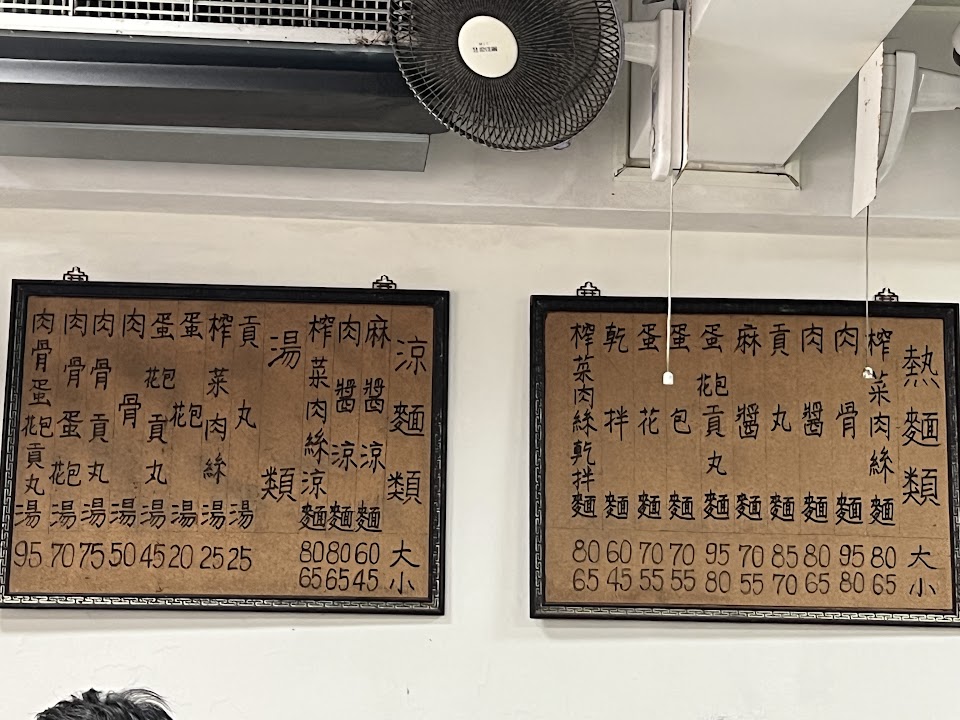 熱麵類 大 小
榨菜肉絲麵 80 65
肉骨麵 95 80
肉醬麵 80 65
貢丸麵 85 70
麻醬麵 70 55
蛋花包貢丸麵 95 80
蛋包麵 70 55
蛋花麵 70 55
乾拌麵 60 45
榨菜肉絲乾拌麵 80 65
涼麵類 大 小
麻醬涼麵 60 45
肉醬涼麵 80 65
榨菜肉絲涼麵 80 65
湯類
貢丸湯 25
榨菜肉絲湯 25
蛋花包湯 20
蛋花包貢丸湯 45
肉骨湯 50
肉骨貢丸湯 75
肉骨蛋花包湯 70
肉骨蛋花包貢丸湯 95